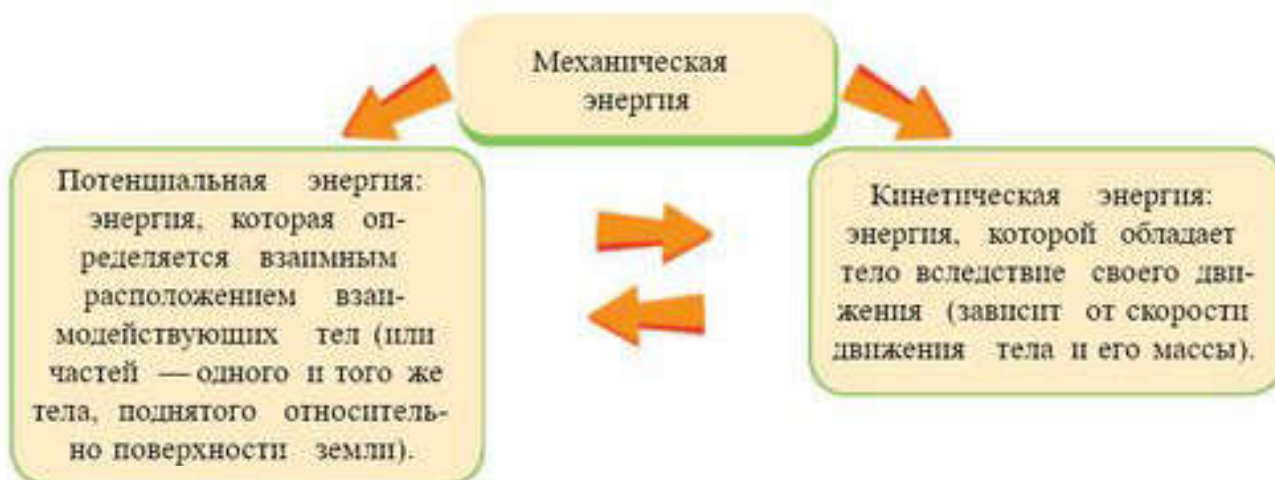 Механическая
энергия
Потенциальная энергия:
энергия, которая оп-
ределяется взаимным
расположением взаи-
модействующих тел (или
частей — одного и того же
тела, поднятого относитель-
но поверхности земли).
Кинетическая энергия:
энергия, которой обладает
тело вследствие своего дви-
жения (зависит от скорости
движения тела и его массы).